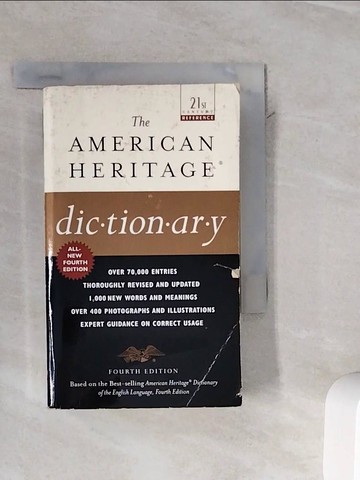 21st
CENTURY
REFERENCE
The
AMERICAN
HERITAGE®
dic·tion·ar·y
ALL-
NEW
FOURTH
EDITION
OVER 70,000 ENTRIES
THOROUGHLY REVISED AND UPDATED
1,000 NEW WORDS AND MEANINGS
OVER 400 PHOTOGRAPHS AND ILLUSTRATIONS
EXPERT GUIDANCE ON CORRECT USAGE
FOURTH EDITION
Based on the Best-selling American Heritage® Dictionary
of the English Language, Fourth Edition